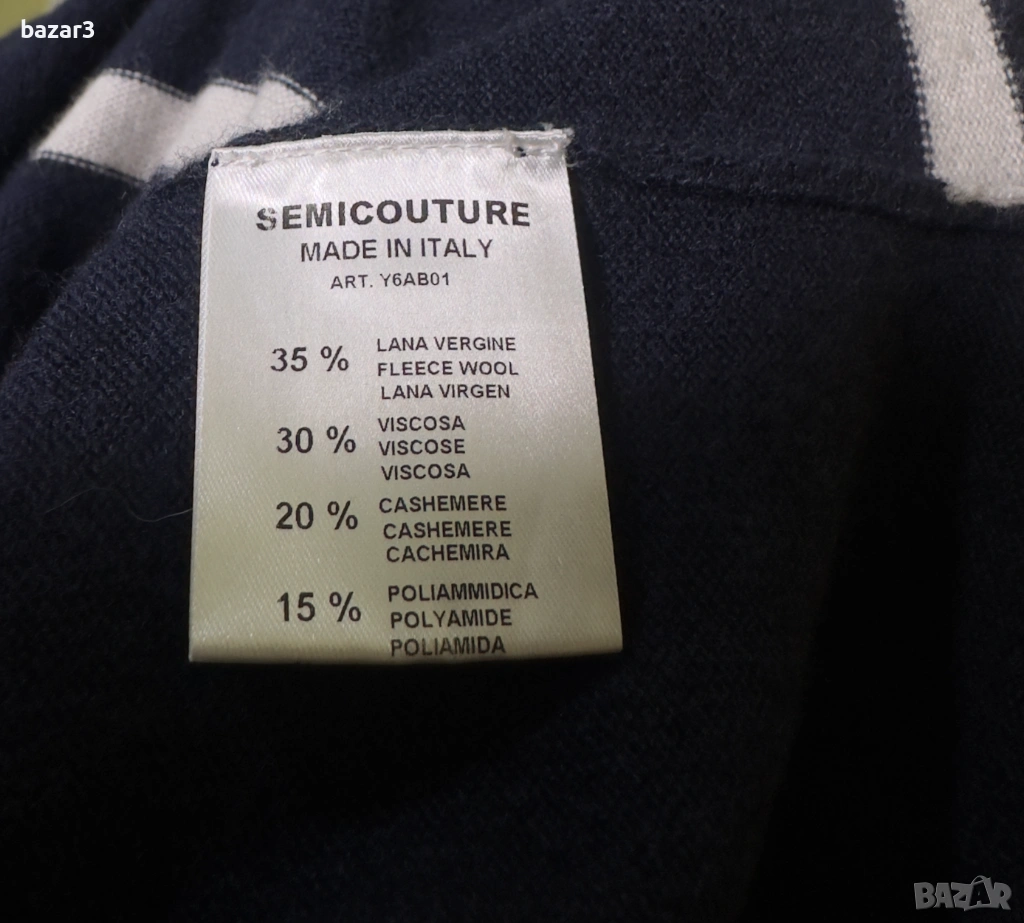 bazar3
SEMICOUTURE
MADE IN ITALY
ART. Y6AB01
35 % LANA VERGINE
FLEECE WOOL
LANA VIRGEN
30 % VISCOSA
VISCOSE
VISCOSA
20 % CASHEMERE
CASHEMERE
CACHEMIRA
15 % POLIAMMIDICA
POLYAMIDE
POLIAMIDA
BAZAR